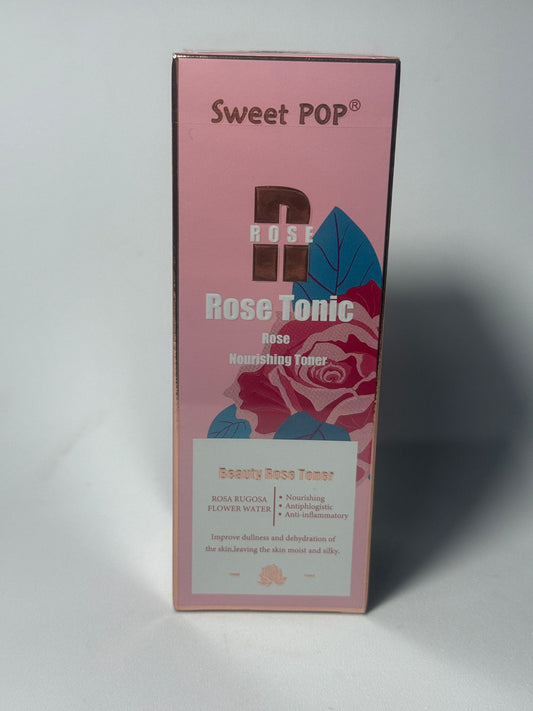 Sweet POP®
ROSE
Rose Tonic
Rose
Nourishing Toner
Beauty Rose Toner
ROSA RUGOSA
FLOWER WATER
• Nourishing
• Antiphlogistic
• Anti-inflammatory
Improve dullness and dehydration of
the skin,leaving the skin moist and silky.